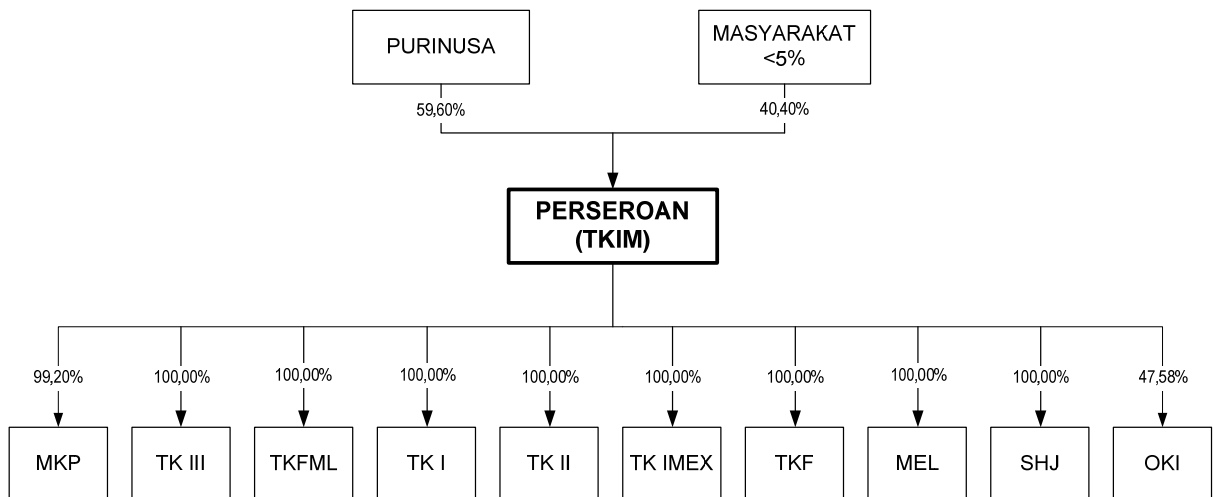 PURINUSA
MASYARAKAT
<5%
59,60%
40,40%
PERSEROAN
(TKIM)
99,20%
100,00%
100,00%
100,00%
100,00%
100,00%
100,00%
100,00%
100,00%
47,58%
MKP
TK III
TKFML
TK I
TK II
TK IMEX
TKF
MEL
SHJ
OKI